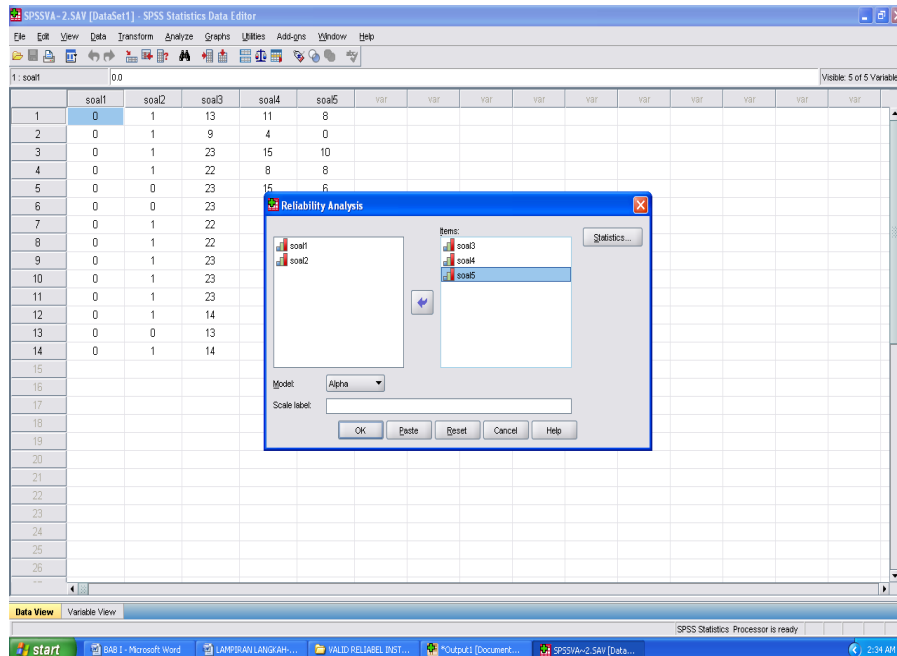 SPSSVA~2.SAV [DataSet1] - SPSS Statistics Data Editor
File Edit View Data Transform Analyze Graphs Utilities Add-ons Window Help
1 : soal1 0.0 Visible: 5 of 5 Variable
soal1 soal2 soal3 soal4 soal5 var var var var var var var var var
1 0 1 13 11 8
2 0 1 9 4 0
3 0 1 23 15 10
4 0 1 22 8 8
5 0 0 23 15 6
6 0 0 23
7 0 1 22
8 0 1 22
9 0 1 23
10 0 1 23
11 0 1 23
12 0 1 14
13 0 0 13
14 0 1 14
15
16
17
18
19
20
21
22
23
24
25
26
Reliability Analysis
Items:
soal1
soal2
soal3
soal4
soal5
Statistics...
Model: Alpha
Scale label:
OK Paste Reset Cancel Help
Data View Variable View
SPSS Statistics Processor is ready
start BAB I - Microsoft Word LAMPIRAN LANGKAH-... VALID RELIABEL INST... *Output1 [Document... SPSSVA~2.SAV [Data... 2:34 AM